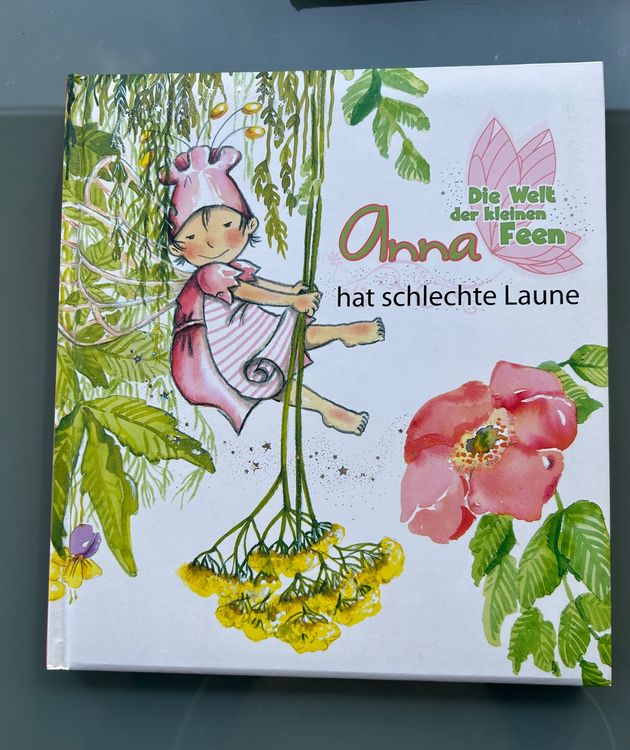 Die Welt
der kleinen
Feen
Anna
hat schlechte Laune